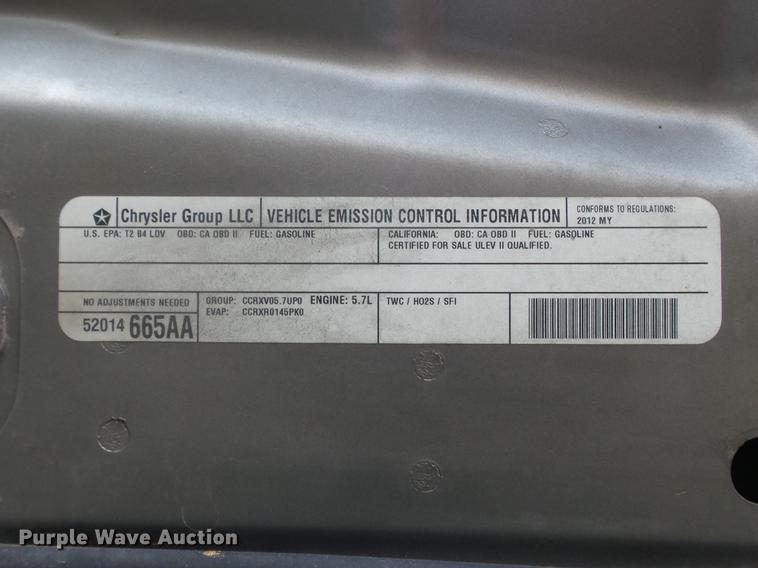 Chrysler Group LLC VEHICLE EMISSION CONTROL INFORMATION CONFORMS TO REGULATIONS: 2012 MY
U.S. EPA: T2 B4 LDV OBD: CA OBD II FUEL: GASOLINE
CALIFORNIA: OBD: CA OBD II FUEL: GASOLINE
CERTIFIED FOR SALE ULEV II QUALIFIED.
NO ADJUSTMENTS NEEDED
52014 665AA
GROUP: CCRXV05.7UP0 ENGINE: 5.7L
EVAP: CCRXR0145PK0
TWC / HO2S / SFI
Purple Wave Auction